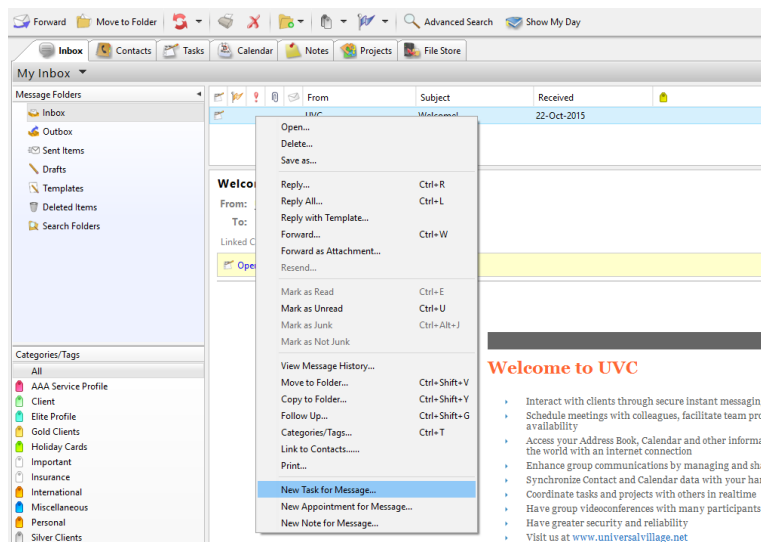 Forward Move to Folder Advanced Search Show My Day
Inbox Contacts Tasks Calendar Notes Projects File Store
My Inbox
Message Folders
Inbox
Outbox
Sent Items
Drafts
Templates
Deleted Items
Search Folders
Categories/Tags
All
AAA Service Profile
Client
Elite Profile
Gold Clients
Holiday Cards
Important
Insurance
International
Miscellaneous
Personal
Silver Clients
From Subject Received
UVC Welcome! 22-Oct-2015
Welco
From:
To:
Linked C
Ope
Open...
Delete...
Save as...
Reply... Ctrl+R
Reply All... Ctrl+L
Reply with Template...
Forward... Ctrl+W
Forward as Attachment...
Resend...
Mark as Read Ctrl+E
Mark as Unread Ctrl+U
Mark as Junk Ctrl+Alt+J
Mark as Not Junk
View Message History...
Move to Folder... Ctrl+Shift+V
Copy to Folder... Ctrl+Shift+Y
Follow Up... Ctrl+Shift+G
Categories/Tags... Ctrl+T
Link to Contacts......
Print...
New Task for Message...
New Appointment for Message...
New Note for Message...
Welcome to UVC
Interact with clients through secure instant messaging
Schedule meetings with colleagues, facilitate team pro
availability
Access your Address Book, Calendar and other informa
the world with an internet connection
Enhance group communications by managing and sha
Synchronize Contact and Calendar data with your han
Coordinate tasks and projects with others in realtime
Have group videoconferences with many participants
Have greater security and reliability
Visit us at www.universalvillage.net